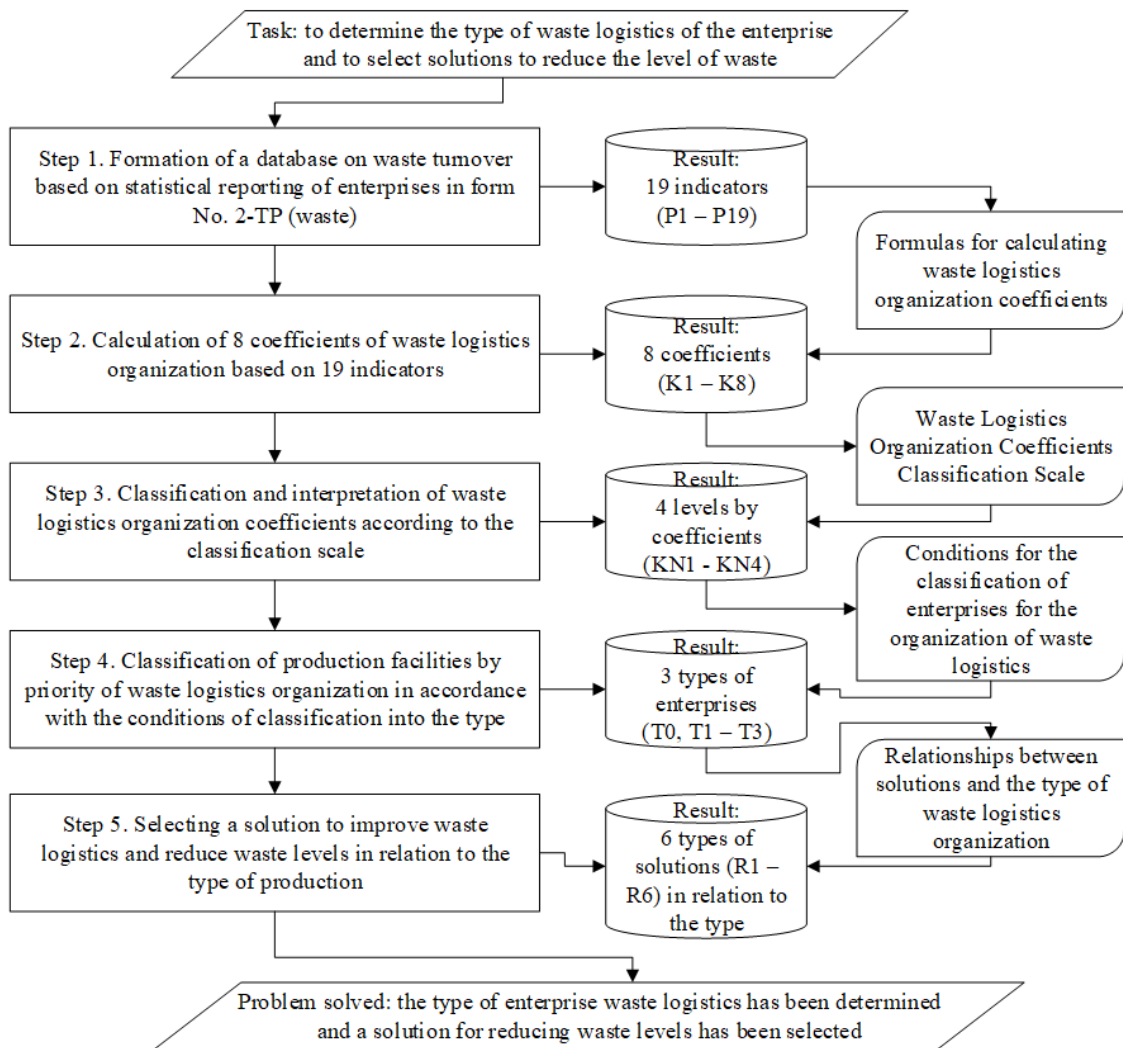 Task: to determine the type of waste logistics of the enterprise
and to select solutions to reduce the level of waste
Step 1. Formation of a database on waste turnover
based on statistical reporting of enterprises in form
No. 2-TP (waste)
Result:
19 indicators
(P1 – P19)
Formulas for calculating
waste logistics
organization coefficients
Step 2. Calculation of 8 coefficients of waste logistics
organization based on 19 indicators
Result:
8 coefficients
(K1 – K8)
Waste Logistics
Organization Coefficients
Classification Scale
Step 3. Classification and interpretation of waste
logistics organization coefficients according to the
classification scale
Result:
4 levels by
coefficients
(KN1 - KN4)
Conditions for the
classification of
enterprises for the
organization of waste
logistics
Step 4. Classification of production facilities by
priority of waste logistics organization in accordance
with the conditions of classification into the type
Result:
3 types of
enterprises
(T0, T1 – T3)
Relationships between
solutions and the type of
waste logistics
organization
Step 5. Selecting a solution to improve waste
logistics and reduce waste levels in relation to the
type of production
Result:
6 types of
solutions (R1 –
R6) in relation to
the type
Problem solved: the type of enterprise waste logistics has been determined
and a solution for reducing waste levels has been selected